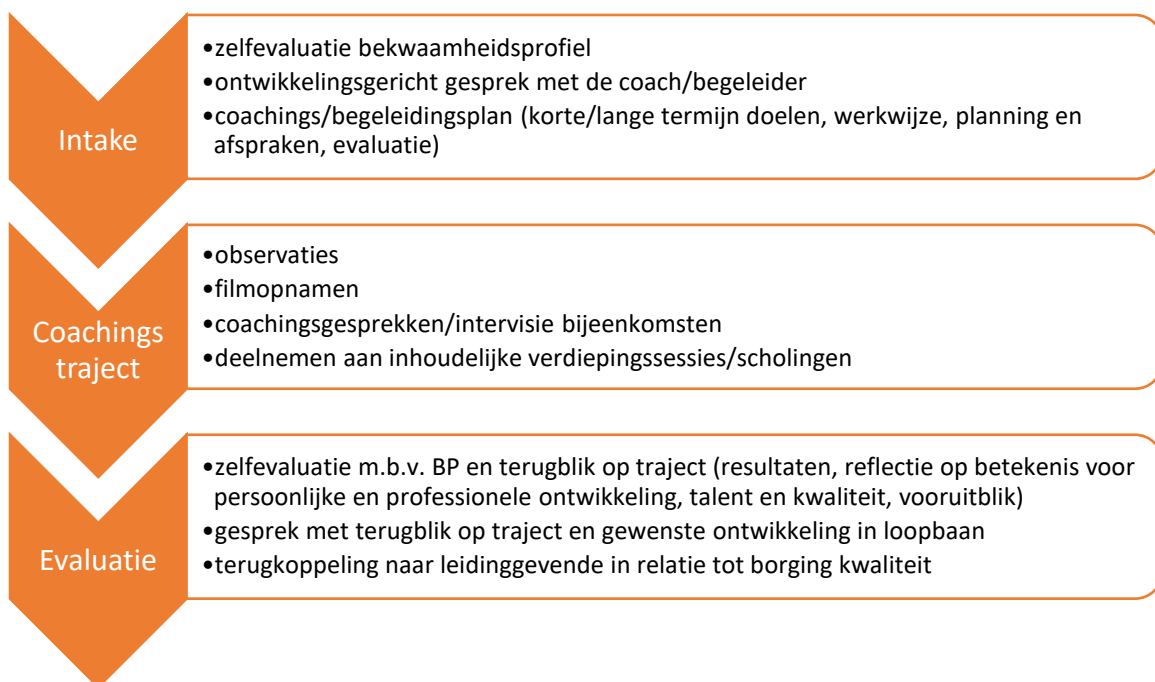 Intake
•zelfevaluatie bekwaamheidsprofiel
•ontwikkelingsgericht gesprek met de coach/begeleider
•coachings/begeleidingsplan (korte/lange termijn doelen, werkwijze, planning en
afspraken, evaluatie)
Coachings
traject
•observaties
•filmopnamen
•coachingsgesprekken/intervisie bijeenkomsten
•deelnemen aan inhoudelijke verdiepingssessies/scholingen
Evaluatie
•zelfevaluatie m.b.v. BP en terugblik op traject (resultaten, reflectie op betekenis voor
persoonlijke en professionele ontwikkeling, talent en kwaliteit, vooruitblik)
•gesprek met terugblik op traject en gewenste ontwikkeling in loopbaan
•terugkoppeling naar leidinggevende in relatie tot borging kwaliteit